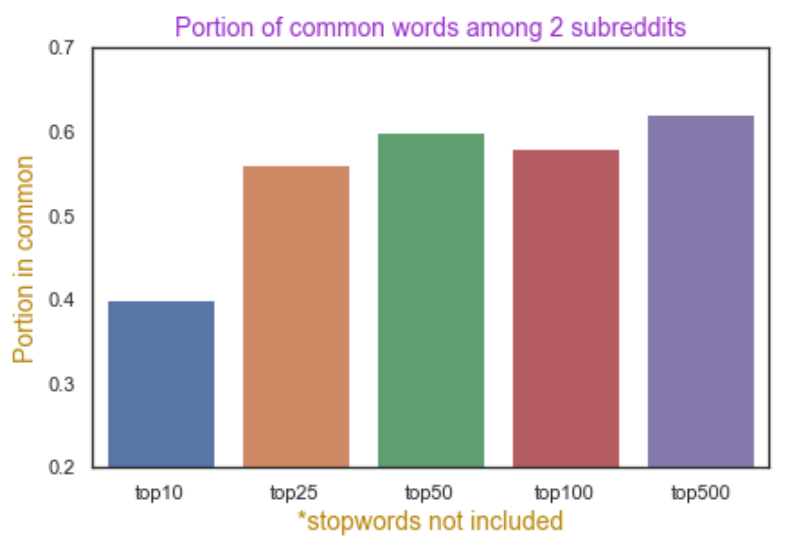 Portion of common words among 2 subreddits
Portion in common
0.7
0.6
0.5
0.4
0.3
0.2
top10 top25 top50 top100 top500
*stopwords not included